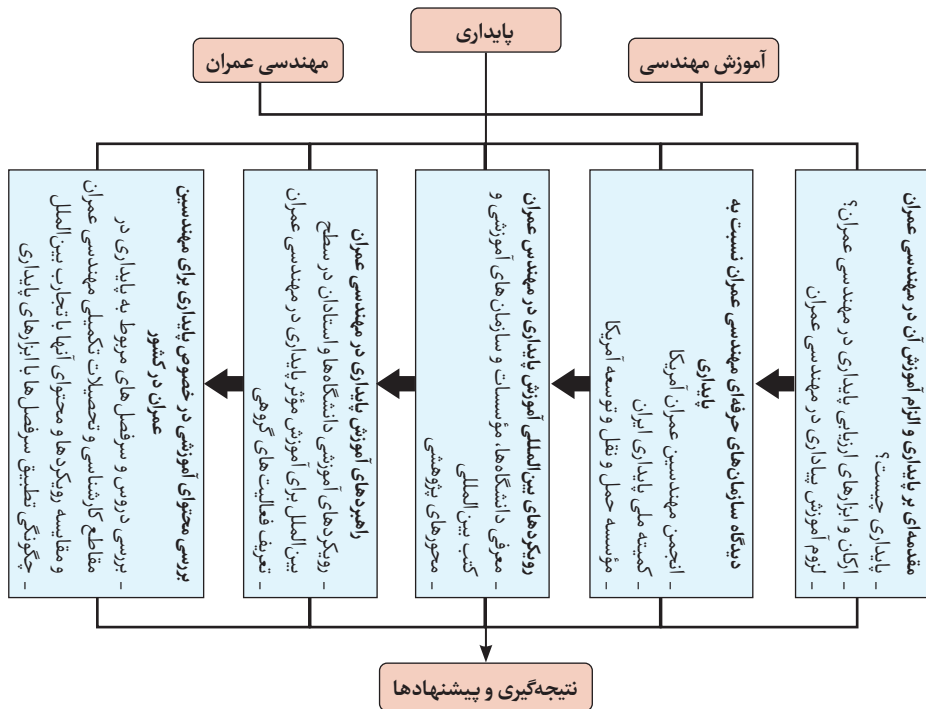 پایداری
آموزش مهندسی
مهندسی عمران
مقدمه‌ای بر پایداری و الزام آموزش آن در مهندسی عمران
- پایداری چیست؟
- ارکان و ابزارهای ارزیابی پایداری در مهندسی عمران؟
- لزوم آموزش پیاداری در مهندسی عمران
دیدگاه سازمان‌های حرفه‌ای مهندسی عمران نسبت به
پایداری
- انجمن مهندسین عمران آمریکا
- کمیته ملی پایداری ایران
- مؤسسه حمل و نقل و توسعه آمریکا
رویکردهای بین‌المللی آموزش پایداری در مهندس عمران
- معرفی دانشگاه‌ها، مؤسسات و سازمان‌های آموزشی و
کتب بین‌المللی
- محورهای پژوهشی
راهبردهای آموزش پایداری در مهندسی عمران
- رویکردهای آموزشی دانشگاه‌ها و استادان در سطح
بین‌الملل برای آموزش مؤثر پایداری در مهندسی عمران
- تعریف فعالیت‌های گروهی
بررسی محتوای آموزشی در خصوص پایداری برای مهندسین
عمران در کشور
- بررسی دروس و سرفصل‌های مربوط به پایداری در
مقاطع کارشناسی و تحصیلات تکمیلی مهندسی عمران
و مقایسه رویکردها و محتوای آنها با تجارب بین‌الملل
- چگونگی تطبیق سرفصل‌ها با ابزارهای پایداری
نتیجه‌گیری و پیشنهادها